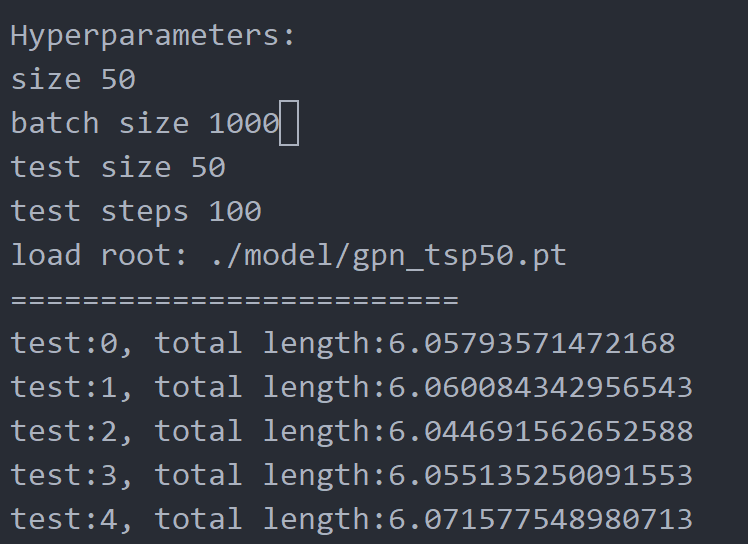 Hyperparameters:
size 50
batch size 1000
test size 50
test steps 100
load root: ./model/gpn_tsp50.pt
=========================
test:0, total length:6.05793571472168
test:1, total length:6.060084342956543
test:2, total length:6.044691562652588
test:3, total length:6.055135250091553
test:4, total length:6.071577548980713